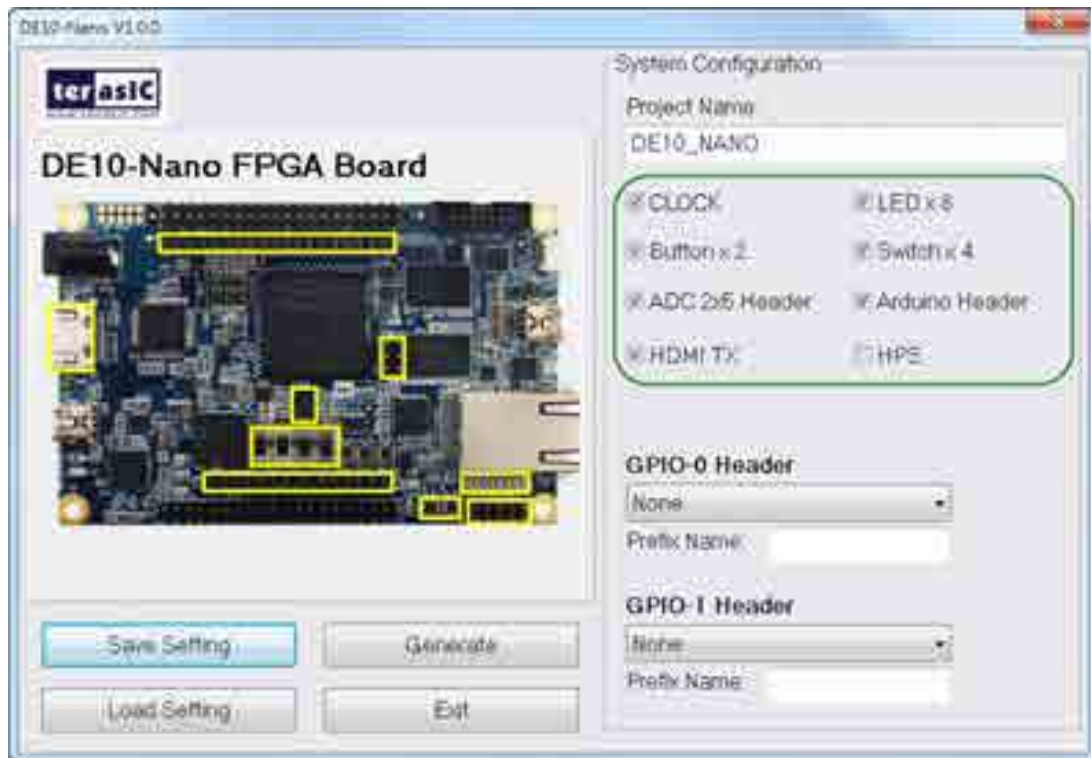 DE10-Nano V1.0.0
terasic
DE10-Nano FPGA Board
System Configuration
Project Name
DE10_NANO
CLOCK
LED x 8
Button x 2
Switch x 4
ADC 2x5 Header
Arduino Header
HDMI TX
HPS
GPIO-0 Header
None
Prefix Name:
GPIO-1 Header
None
Prefix Name:
Save Setting
Generate
Load Setting
Exit